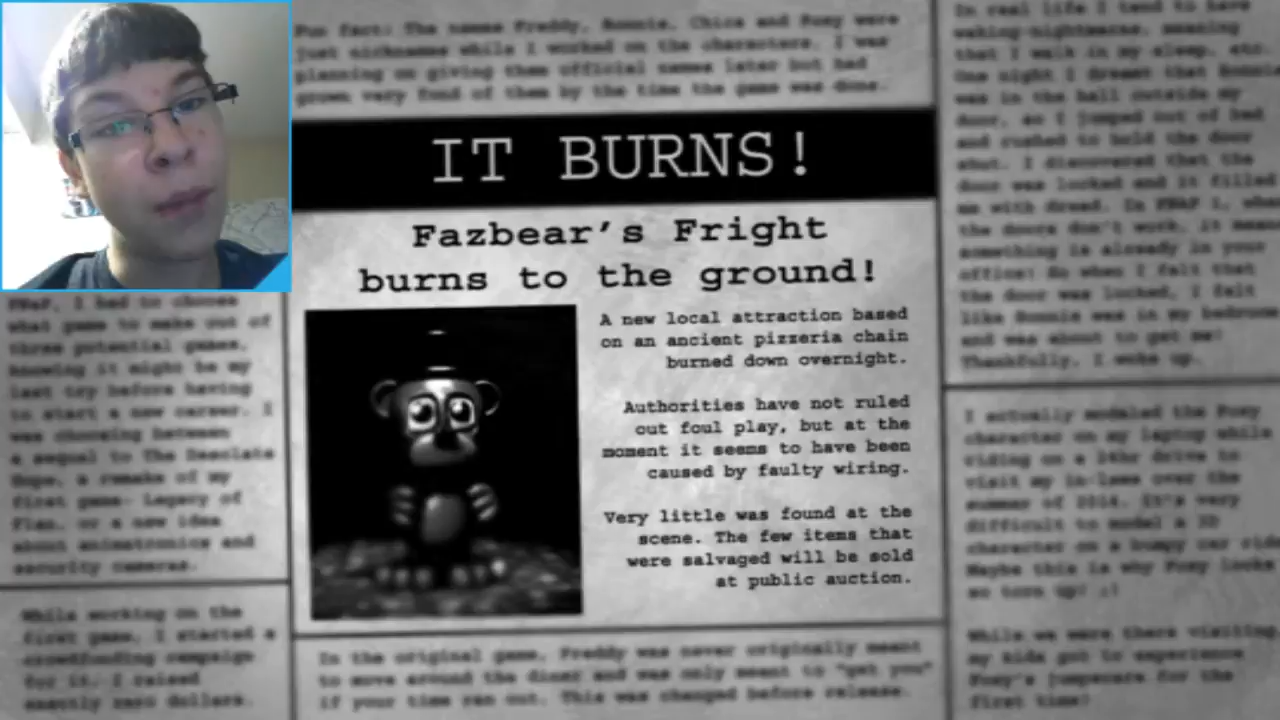 Fun fact: The names Freddy, Bonnie, Chica and Foxy were
just nicknames while I worked on the characters. I was
planning on giving them official names later but had
grown very fond of them by the time the game was done.
IT BURNS!
Fazbear's Fright
burns to the ground!
A new local attraction based
on an ancient pizzeria chain
burned down overnight.
Authorities have not ruled
out foul play, but at the
moment it seems to have been
caused by faulty wiring.
Very little was found at the
scene. The few items that
were salvaged will be sold
at public auction.
In the original game, Freddy was never originally meant
to move around the diner and was only meant to "get you"
if your time ran out. This was changed before release.
FNaF, I had to choose
what game to make out of
three potential games,
knowing it might be my
last try before having
to start a new career. I
was choosing between
a sequel to The Desolate
Hope, a remake of my
first game- Legacy of
Flan, or a new idea
about animatronics and
security cameras.
While working on the
first game, I started a
crowdfunding campaign
for it. I raised
exactly zero dollars.
In real life I tend to have
waking-nightmares, meaning
that I walk in my sleep, etc.
One night I dreamt that Bonnie
was in the hall outside my
door, so I jumped out of bed
and rushed to hold the door
shut. I discovered that the
door was locked and it filled
me with dread. In FNAF 1, when
the doors don't work, it means
something is already in your
office! So when I felt that
the door was locked, I felt
like Bonnie was in my bedroom
and was about to get me!
Thankfully, I woke up.
I actually modeled the Foxy
character on my laptop while
riding on a 14hr drive to
visit my in-laws over the
summer of 2014. It's very
difficult to model a 3D
character on a bumpy car ride
Maybe this is why Foxy looks
so torn up! ;)
While we were there visiting,
my kids got to experience
Foxy's jumpscare for the
first time!